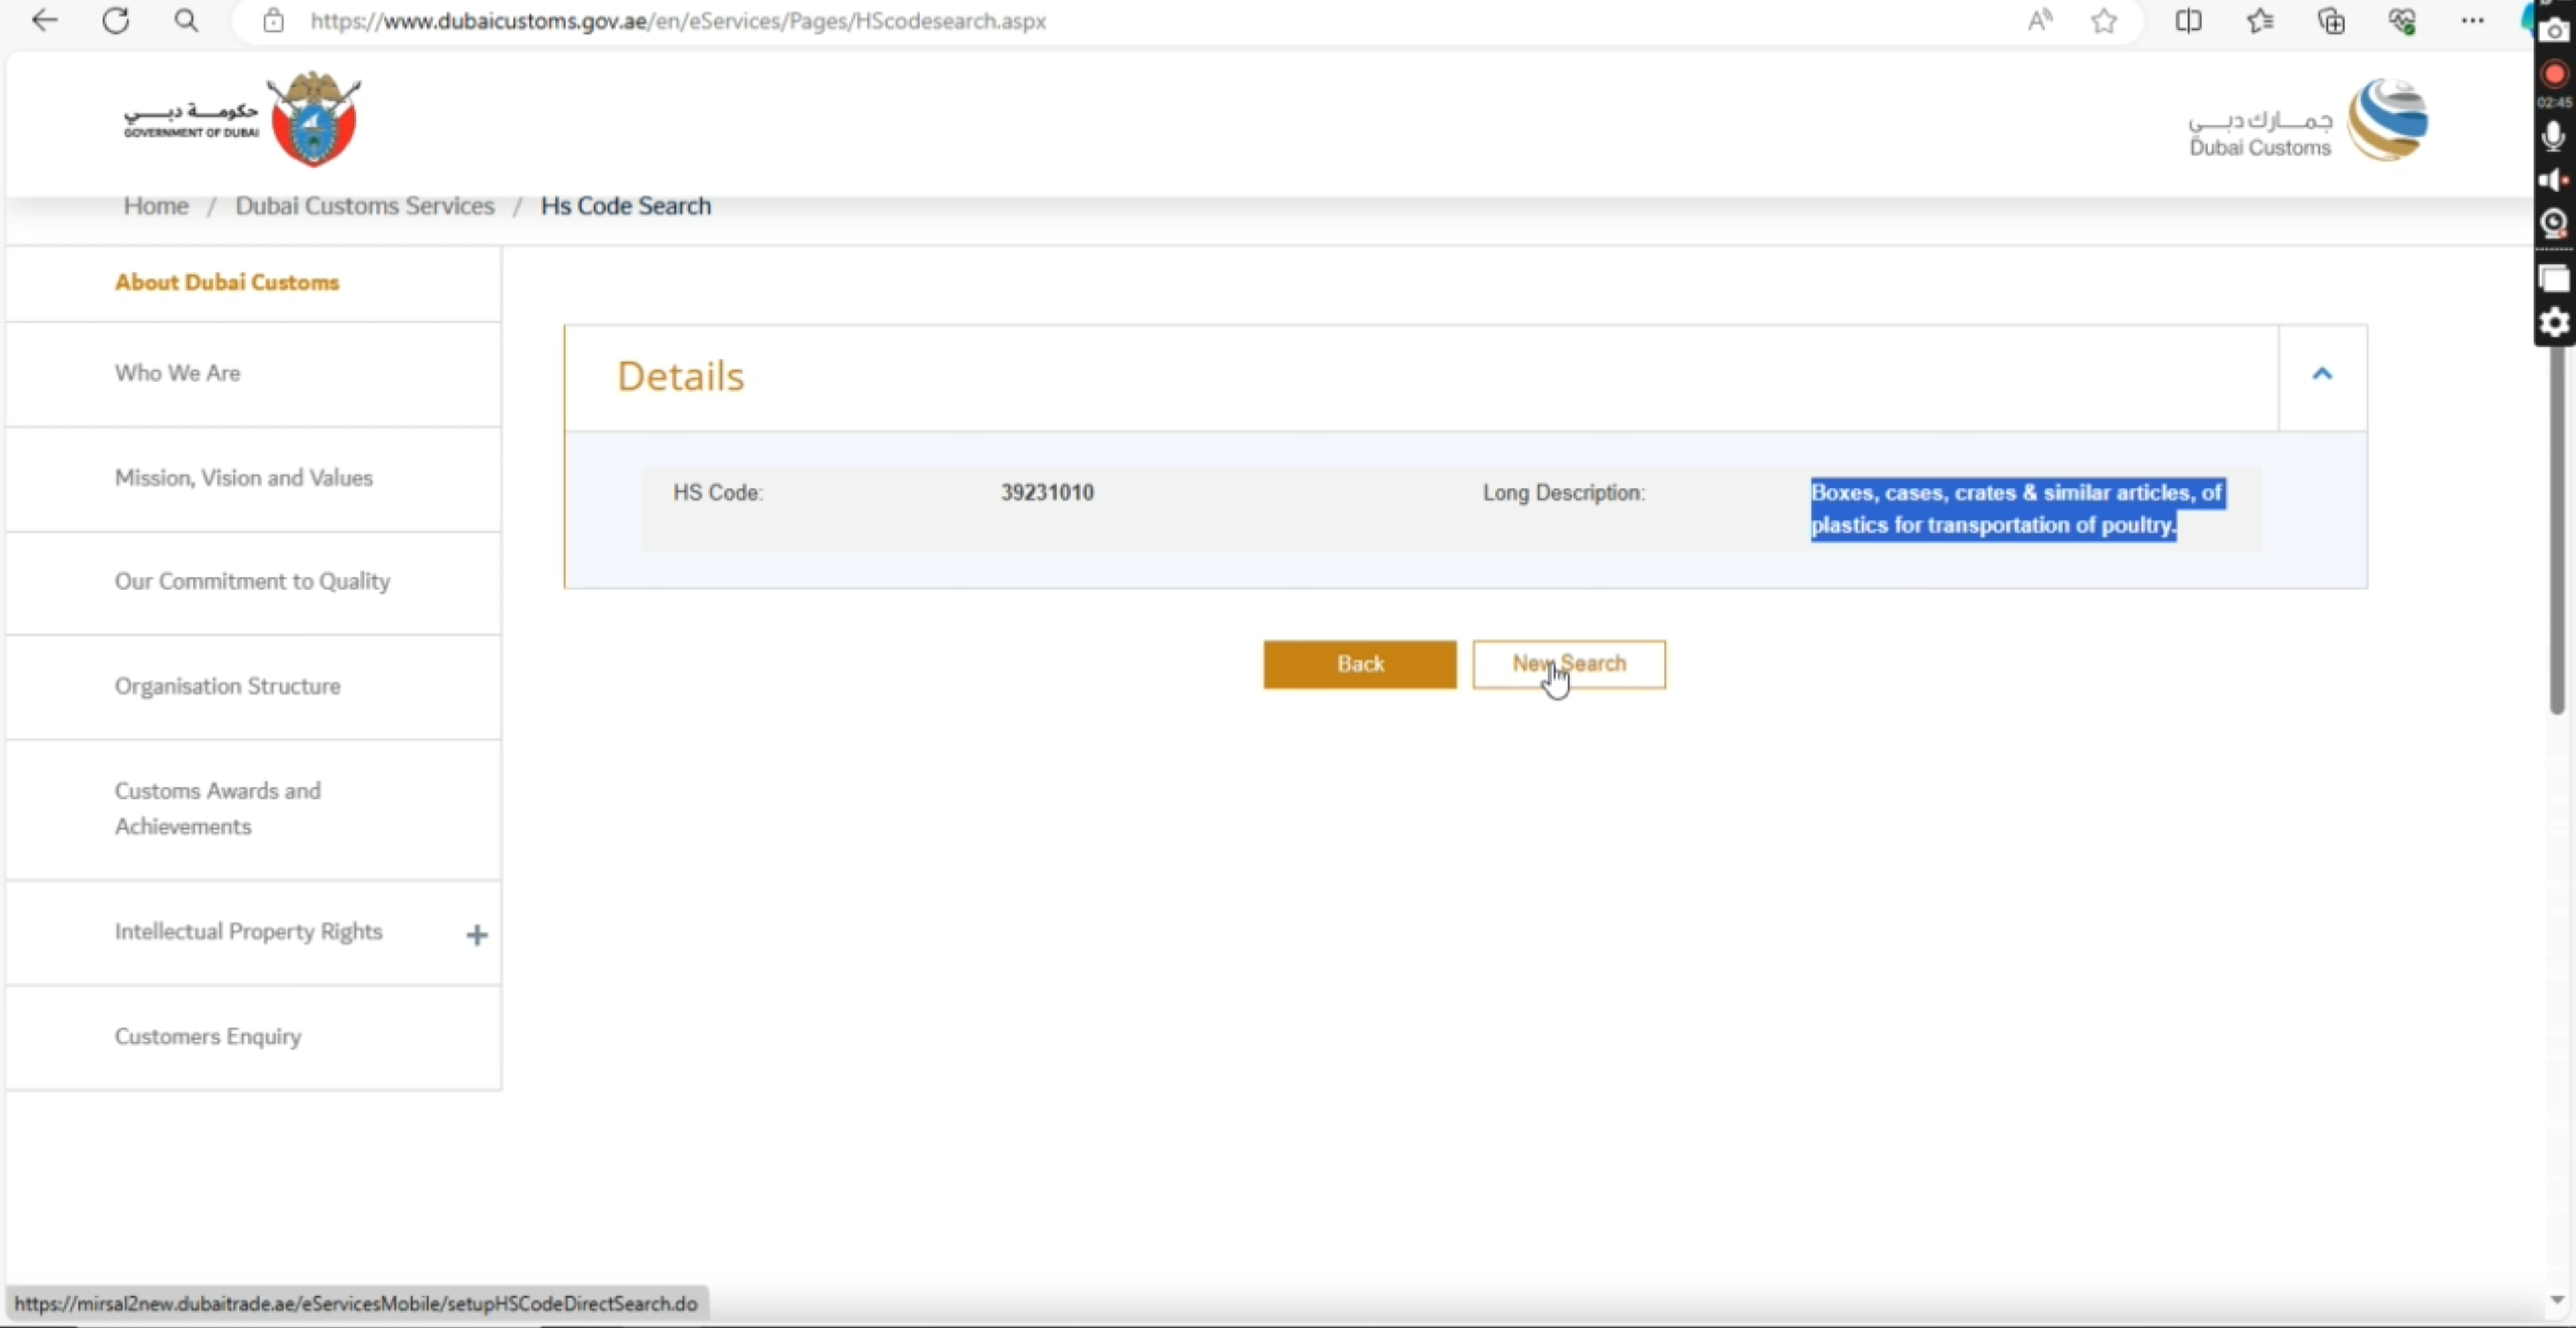 https://www.dubaicustoms.gov.ae/en/eServices/Pages/HScodesearch.aspx
02:45
حكومة دبي
GOVERNMENT OF DUBAI
جمارك دبي
Dubai Customs
Home / Dubai Customs Services / Hs Code Search
About Dubai Customs
Who We Are
Mission, Vision and Values
Our Commitment to Quality
Organisation Structure
Customs Awards and
Achievements
Intellectual Property Rights +
Customers Enquiry
Details
HS Code: 39231010 Long Description: Boxes, cases, crates & similar articles, of
plastics for transportation of poultry.
Back New Search
https://mirsal2new.dubaitrade.ae/eServicesMobile/setupHSCodeDirectSearch.do